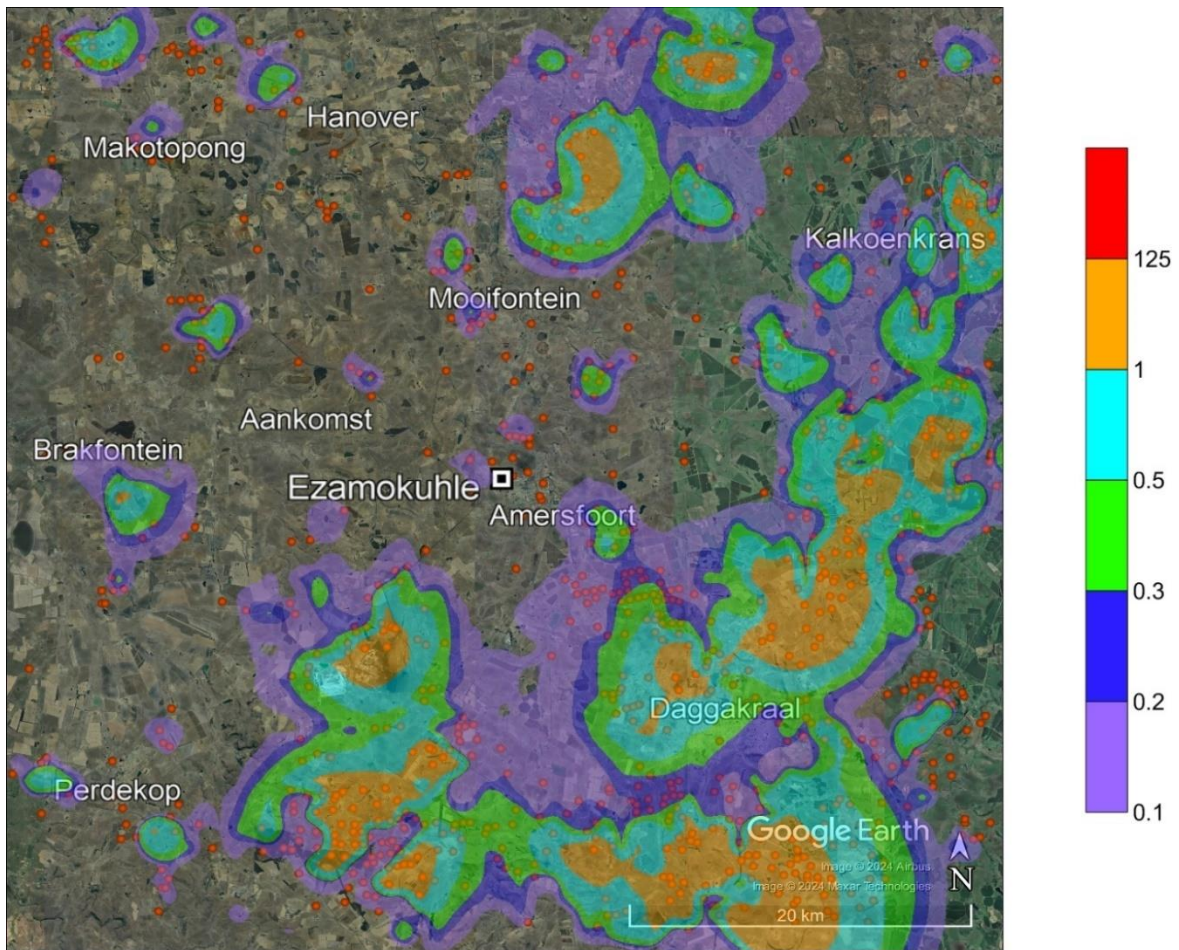 Hanover
Makotopong
Kalkoenkrans
Mooifontein
Aankomst
Brakfontein
Ezamokuhle
Amersfoort
Daggakraal
Perdekop
Google Earth
Image © 2024 Airbus
Image © 2024 Maxar Technologies
N
20 km
125
1
0.5
0.3
0.2
0.1